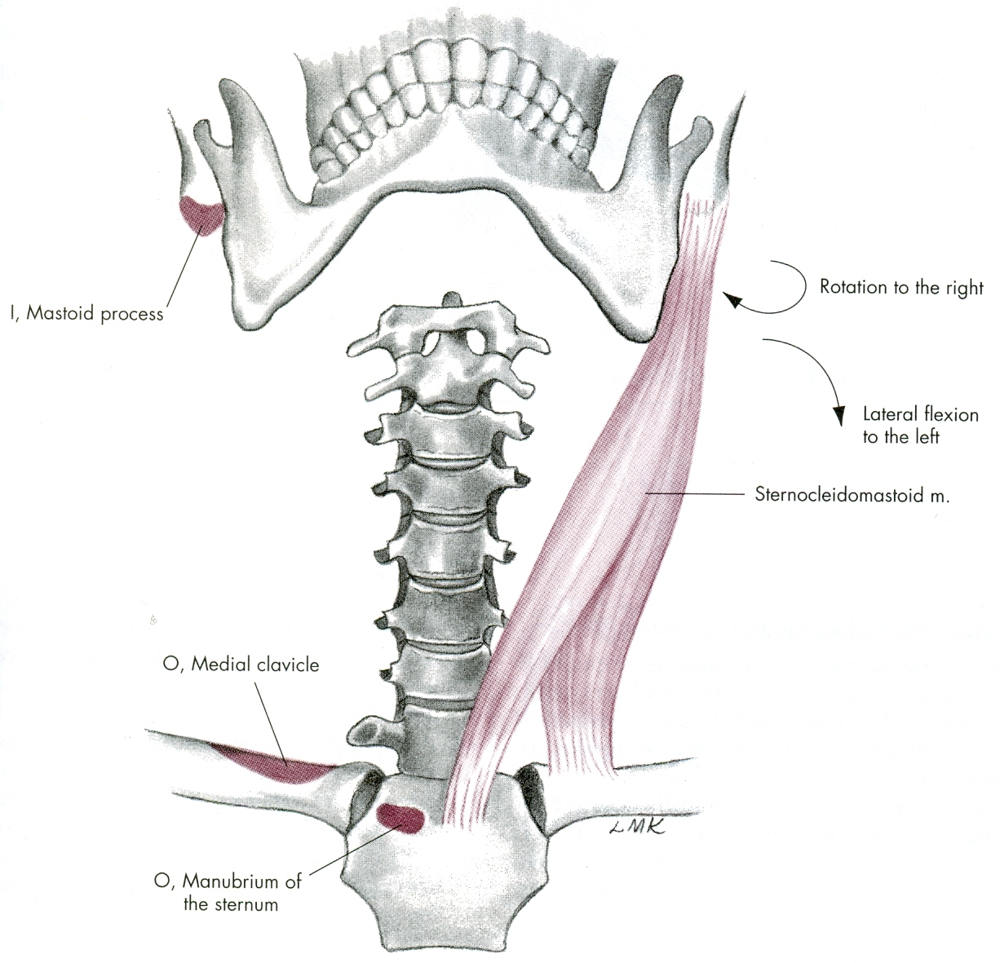 Rotation to the right
I, Mastoid process
Lateral flexion
to the left
Sternocleidomastoid m.
O, Medial clavicle
LMK
O, Manubrium of
the sternum